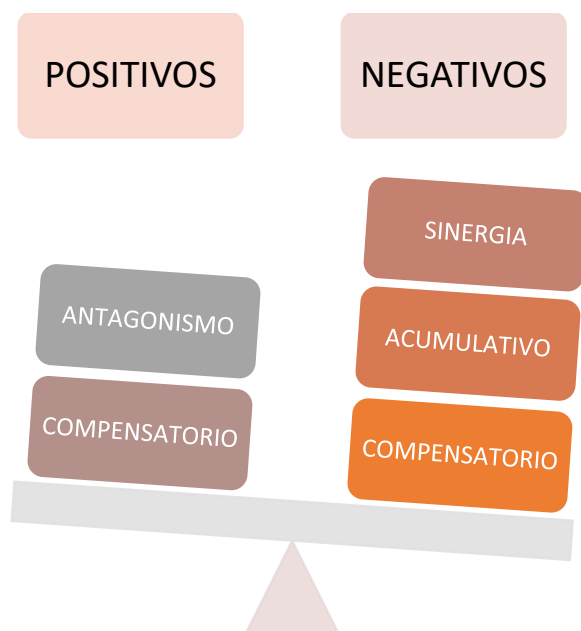 POSITIVOS
NEGATIVOS
SINERGIA
ANTAGONISMO
ACUMULATIVO
COMPENSATORIO
COMPENSATORIO